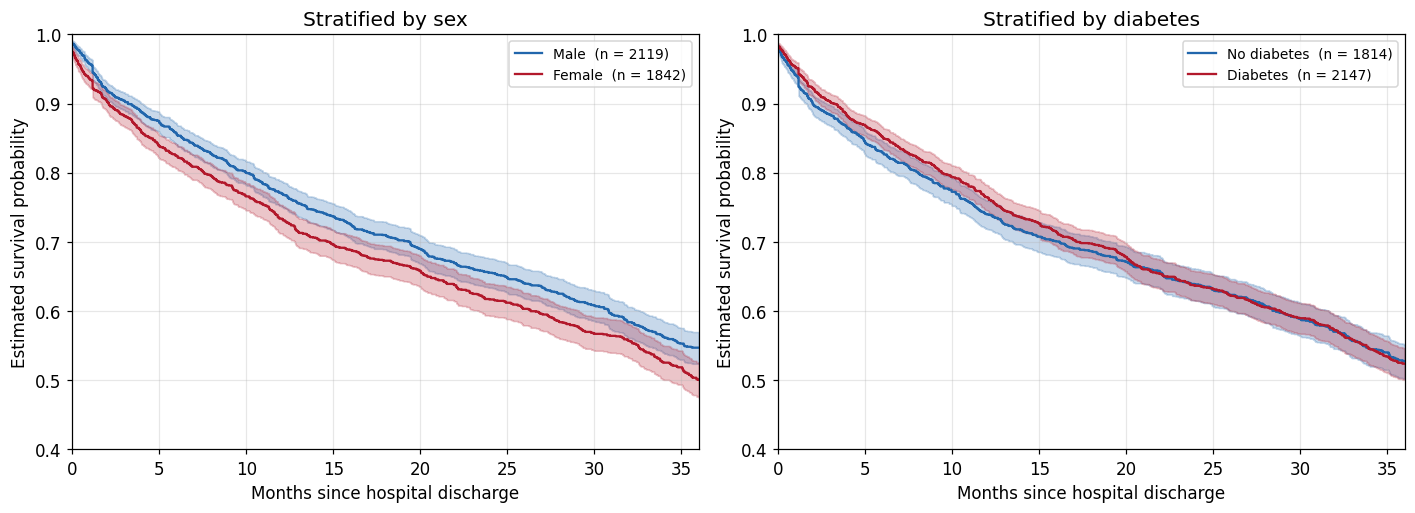 Stratified by sex
Estimated survival probability
1.0
0.9
0.8
0.7
0.6
0.5
0.4
Male (n = 2119)
Female (n = 1842)
0 5 10 15 20 25 30 35
Months since hospital discharge
Stratified by diabetes
Estimated survival probability
1.0
0.9
0.8
0.7
0.6
0.5
0.4
No diabetes (n = 1814)
Diabetes (n = 2147)
0 5 10 15 20 25 30 35
Months since hospital discharge